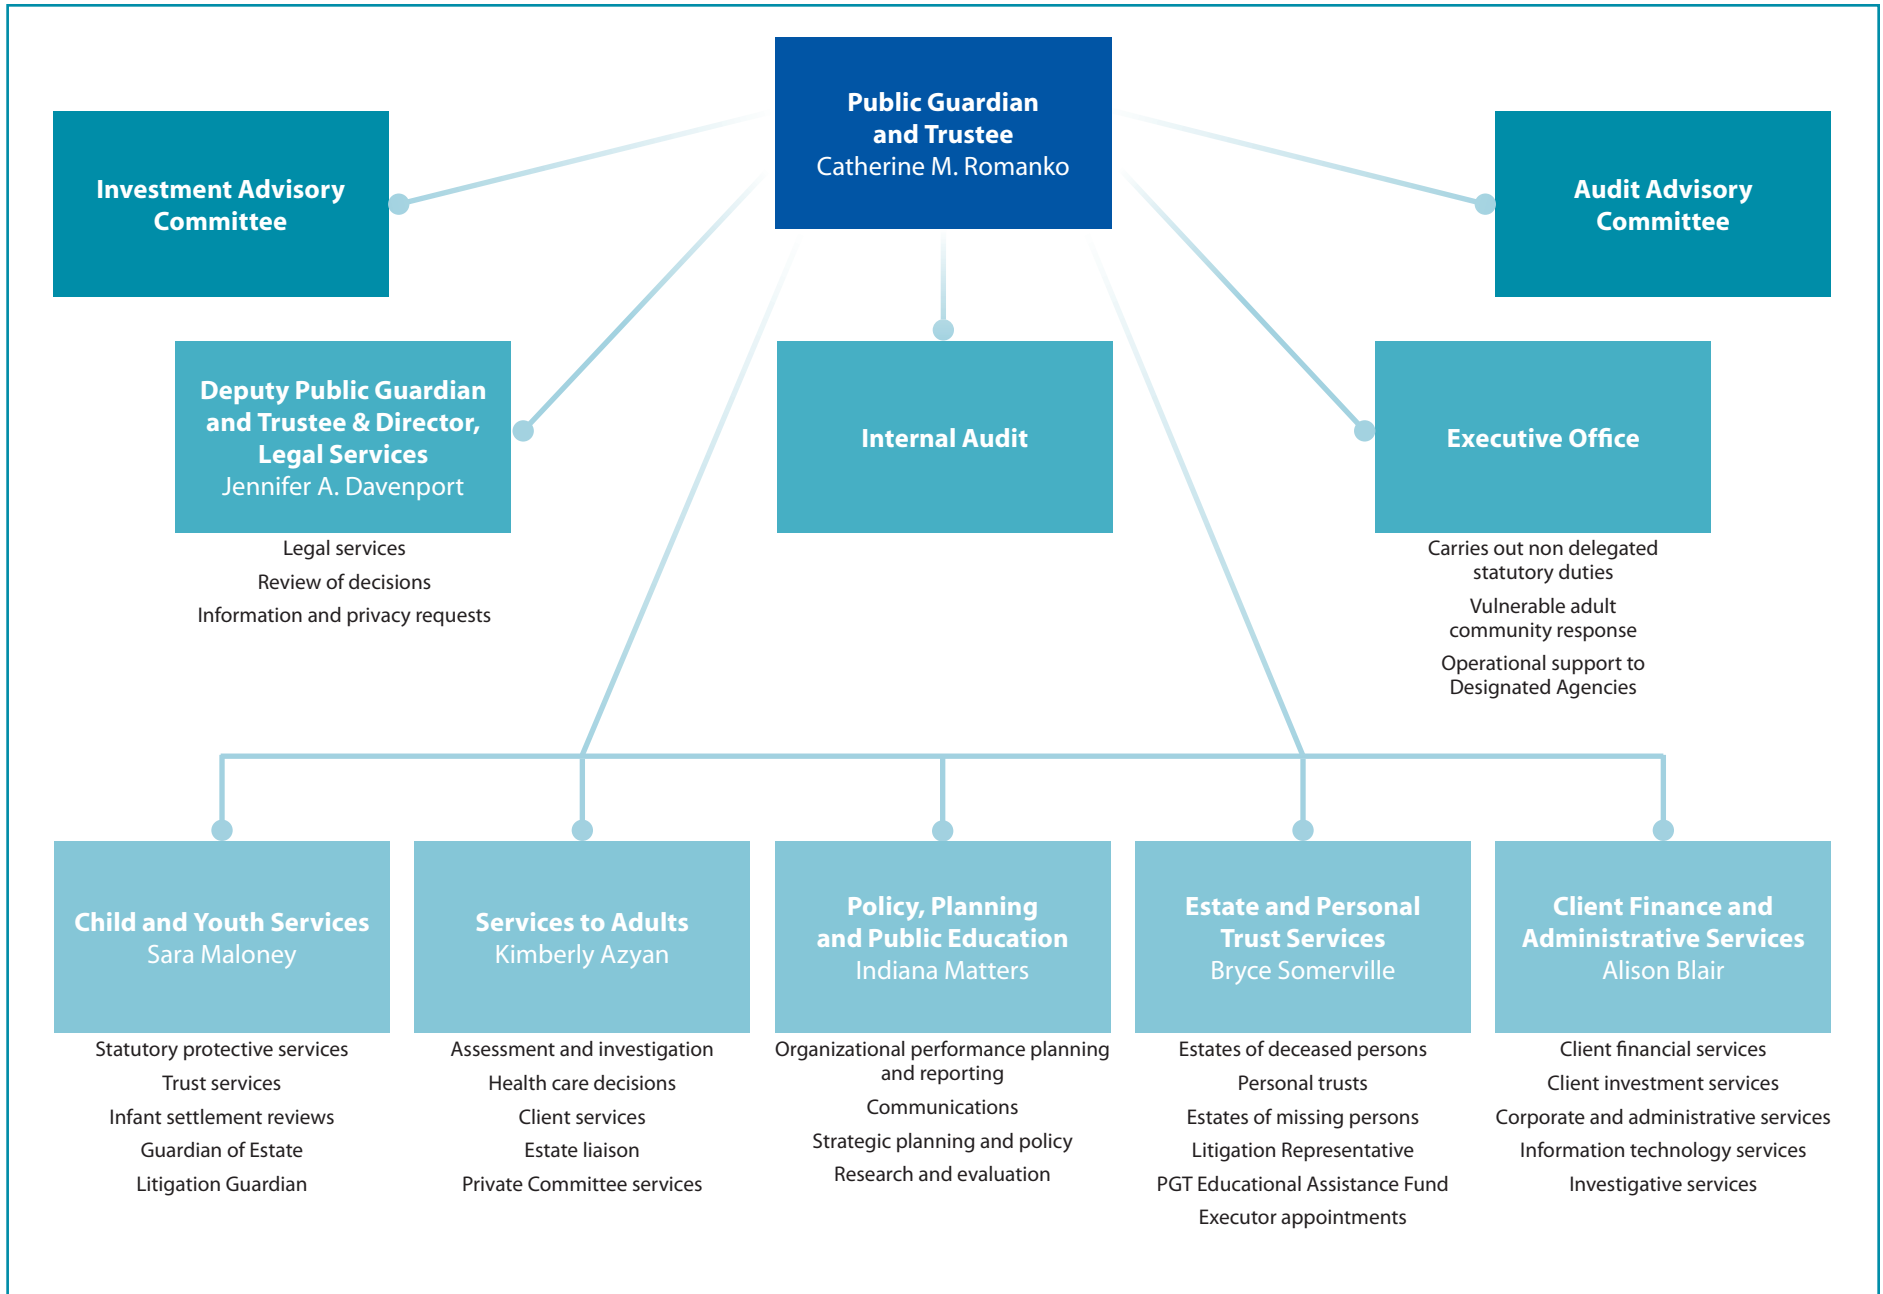 Public Guardian
and Trustee
Catherine M. Romanko
Investment Advisory
Committee
Audit Advisory
Committee
Deputy Public Guardian
and Trustee & Director,
Legal Services
Jennifer A. Davenport
Legal services
Review of decisions
Information and privacy requests
Internal Audit
Executive Office
Carries out non delegated
statutory duties
Vulnerable adult
community response
Operational support to
Designated Agencies
Child and Youth Services
Sara Maloney
Statutory protective services
Trust services
Infant settlement reviews
Guardian of Estate
Litigation Guardian
Services to Adults
Kimberly Azyan
Assessment and investigation
Health care decisions
Client services
Estate liaison
Private Committee services
Policy, Planning
and Public Education
Indiana Matters
Organizational performance planning
and reporting
Communications
Strategic planning and policy
Research and evaluation
Estate and Personal
Trust Services
Bryce Somerville
Estates of deceased persons
Personal trusts
Estates of missing persons
Litigation Representative
PGT Educational Assistance Fund
Executor appointments
Client Finance and
Administrative Services
Alison Blair
Client financial services
Client investment services
Corporate and administrative services
Information technology services
Investigative services